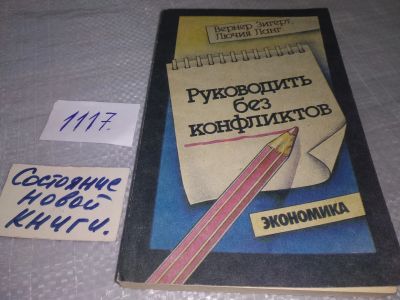 Вернер Зигерт,
Лючия Ланг
Руководить
без
конфликтов
ЭКОНОМИКА
1117.
Состояние
новой
книги.